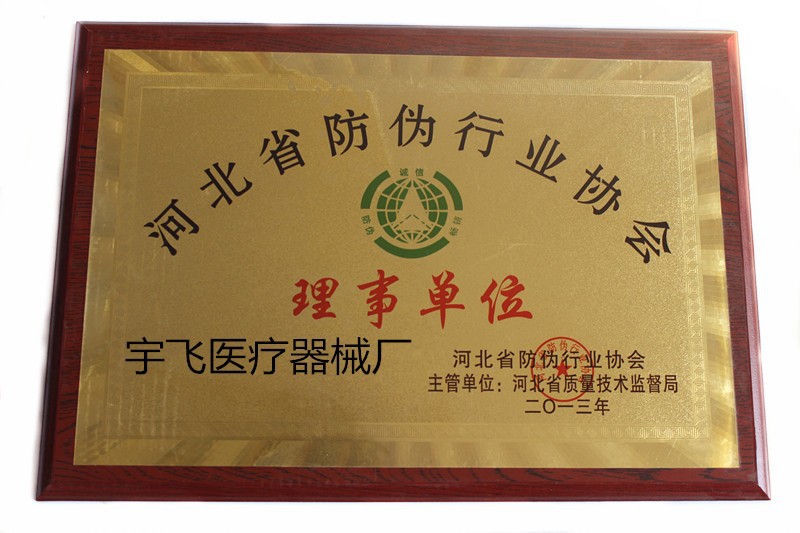 河北省防伪行业协会
诚信
理事单位
宇飞医疗器械厂
河北省防伪行业协会
主管单位：河北省质量技术监督局
二〇一三年